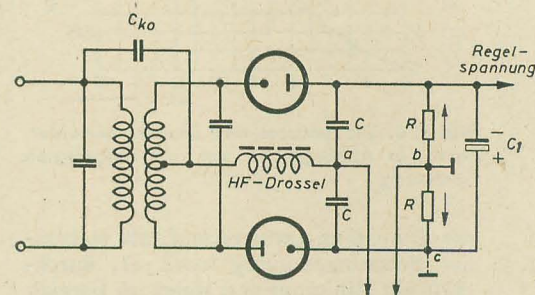 Cko
Regel-
spannung
C
R
− C1
+
a
b
HF-Drossel
C
R
c